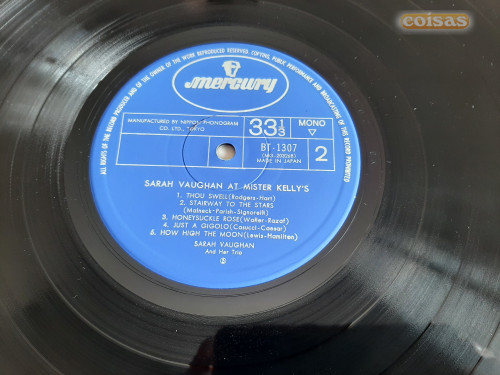 eoisas
ALL RIGHTS OF THE RECORD PRODUCER AND OF THE OWNER OF THE WORK REPRODUCED RESERVED. COPYING, PUBLIC PERFORMANCE AND BROADCASTING OF THIS RECORD PROHIBITED
mercury
MANUFACTURED BY NIPPON PHONOGRAM
CO. LTD., TOKYO
33 1/3
MONO
▽
BT-1307
MADE IN JAPAN
2
SARAH VAUGHAN AT MISTER KELLY'S
1. THOU SWELL(Rodgers-Hart)
2. STAIRWAY TO THE STARS
(Malneck-Parish-Signorelli)
3. HONEYSUCKLE ROSE(Waller-Razaf)
4. JUST A GIGOLO(Casucci-Caesar)
5. HOW HIGH THE MOON(Lewis-Hamilton)
SARAH VAUGHAN
And Her Trio
Ⓟ